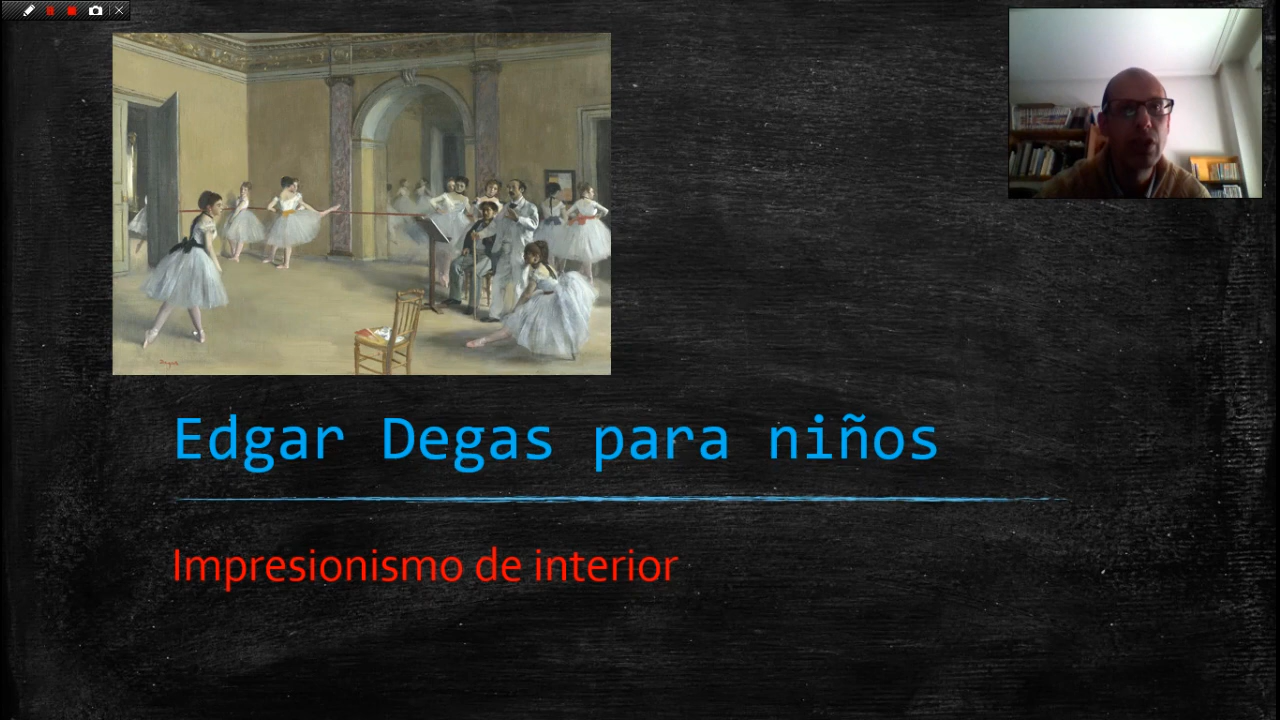 Edgar Degas para niños
Impresionismo de interior